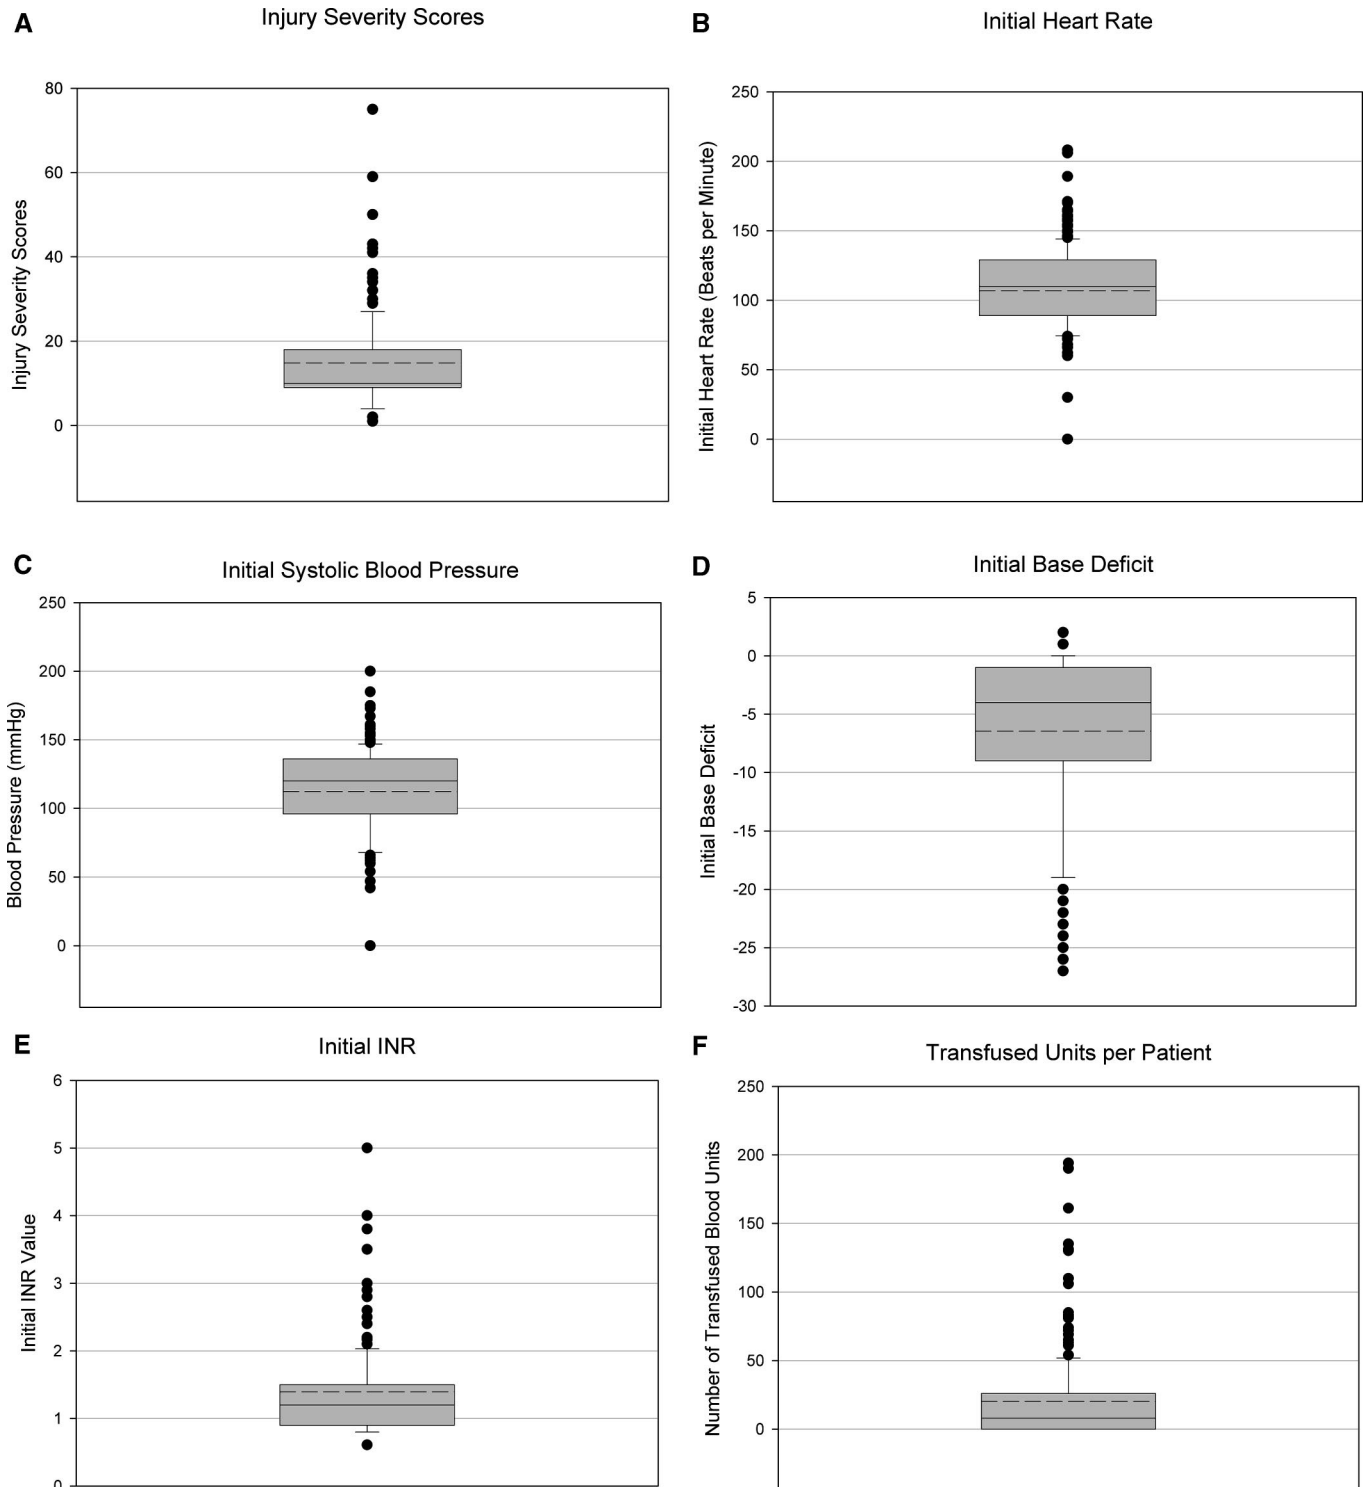 A
Injury Severity Scores
Injury Severity Scores
80
60
40
20
0
B
Initial Heart Rate
Initial Heart Rate (Beats per Minute)
250
200
150
100
50
0
C
Initial Systolic Blood Pressure
Blood Pressure (mmHg)
250
200
150
100
50
0
D
Initial Base Deficit
Initial Base Deficit
5
0
-5
-10
-15
-20
-25
-30
E
Initial INR
Initial INR Value
6
5
4
3
2
1
0
F
Transfused Units per Patient
Number of Transfused Blood Units
250
200
150
100
50
0